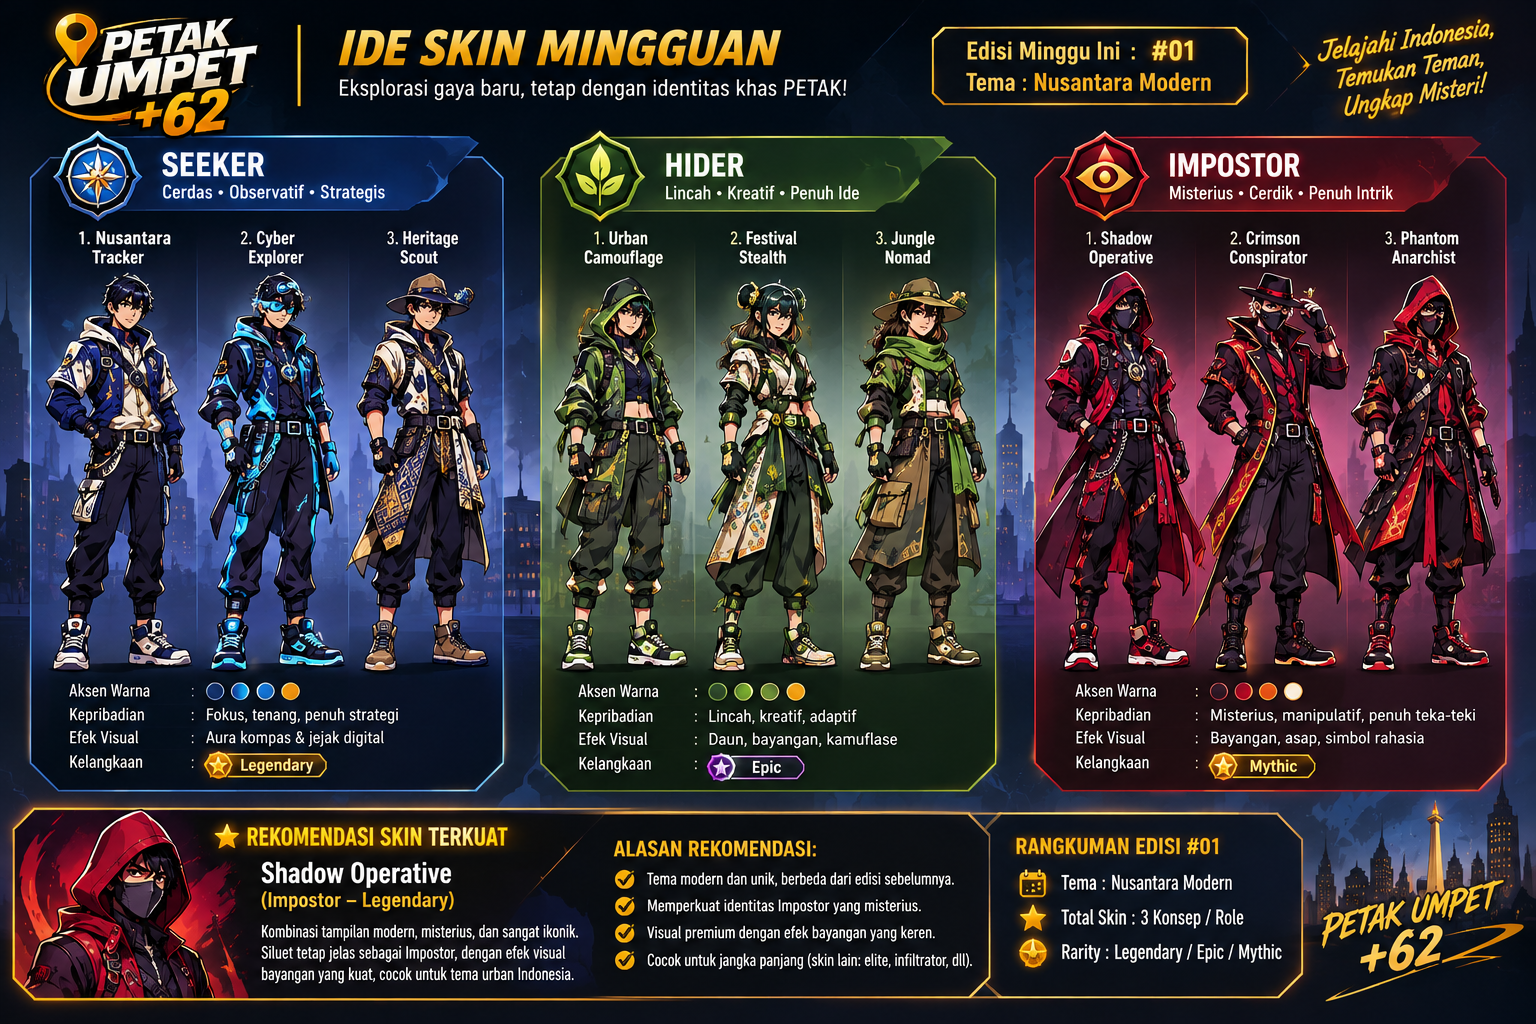 PETAK
UMPET
+62
IDE SKIN MINGGUAN
Eksplorasi gaya baru, tetap dengan identitas khas PETAK!
Edisi Minggu Ini : #01
Tema : Nusantara Modern
Jelajahi Indonesia,
Temukan Teman,
Ungkap Misteri!
SEEKER
Cerdas • Observatif • Strategis
1. Nusantara
Tracker
2. Cyber
Explorer
3. Heritage
Scout
Aksen Warna :
Kepribadian : Fokus, tenang, penuh strategi
Efek Visual : Aura kompas & jejak digital
Kelangkaan : Legendary
HIDER
Lincah • Kreatif • Penuh Ide
1. Urban
Camouflage
2. Festival
Stealth
3. Jungle
Nomad
Aksen Warna :
Kepribadian : Lincah, kreatif, adaptif
Efek Visual : Daun, bayangan, kamuflase
Kelangkaan : Epic
IMPOSTOR
Misterius • Cerdik • Penuh Intrik
1. Shadow
Operative
2. Crimson
Conspirator
3. Phantom
Anarchist
Aksen Warna :
Kepribadian : Misterius, manipulatif, penuh teka-teki
Efek Visual : Bayangan, asap, simbol rahasia
Kelangkaan : Mythic
REKOMENDASI SKIN TERKUAT
Shadow Operative
(Impostor – Legendary)
Kombinasi tampilan modern, misterius, dan sangat ikonik.
Siluet tetap jelas sebagai Impostor, dengan efek visual
bayangan yang kuat, cocok untuk tema urban Indonesia.
ALASAN REKOMENDASI:
Tema modern dan unik, berbeda dari edisi sebelumnya.
Memperkuat identitas Impostor yang misterius.
Visual premium dengan efek bayangan yang keren.
Cocok untuk jangka panjang (skin lain: elite, infiltrator, dll).
RANGKUMAN EDISI #01
Tema : Nusantara Modern
Total Skin : 3 Konsep / Role
Rarity : Legendary / Epic / Mythic
PETAK UMPET
+62